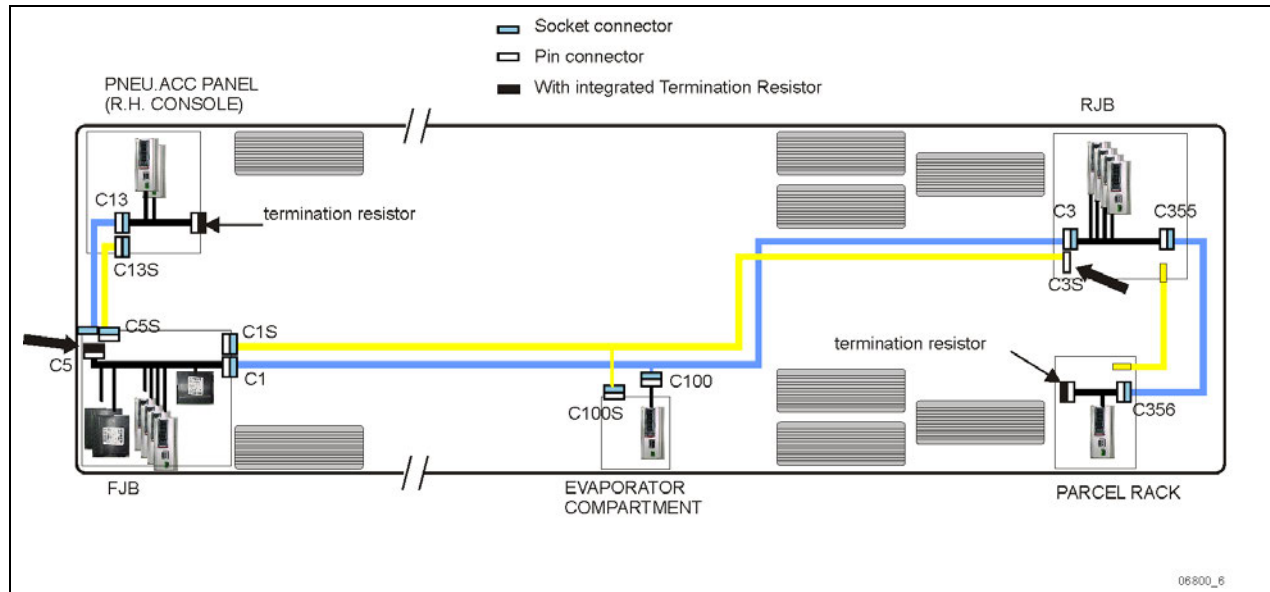 Socket connector
Pin connector
With integrated Termination Resistor
PNEU.ACC PANEL
(R.H. CONSOLE)
RJB
C13
termination resistor
C3
C355
C13S
C3S
C5S
C1S
C5
C1
termination resistor
C100
C100S
C356
FJB
EVAPORATOR
COMPARTMENT
PARCEL RACK
06800_6